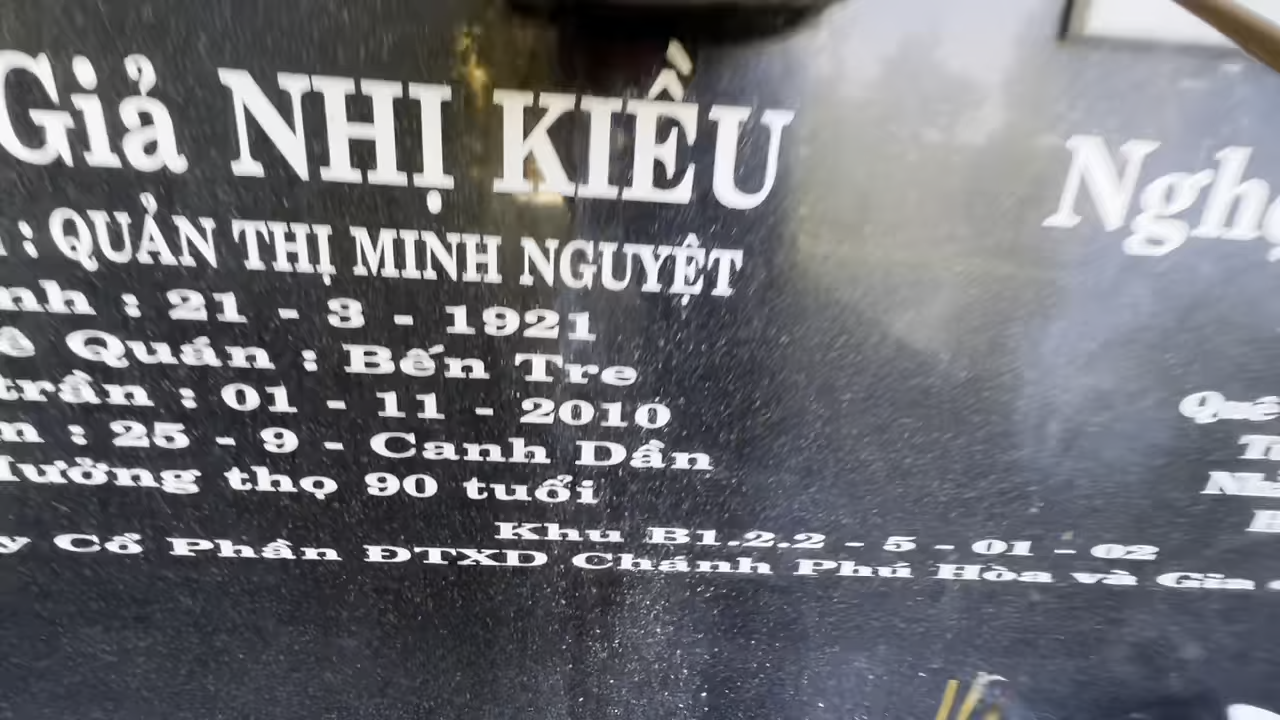 Giả NHỊ KIỀU
: QUẢN THỊ MINH NGUYỆT
: 21 - 3 - 1921
Quán : Bến Tre
trần : 01 - 11 - 2010
: 25 - 9 - Canh Dần
Hưởng thọ 90 tuổi
Khu B1.2.2 - 5 - 01 - 02
y Cổ Phần ĐTXD Chánh Phú Hòa và Gia
Quê